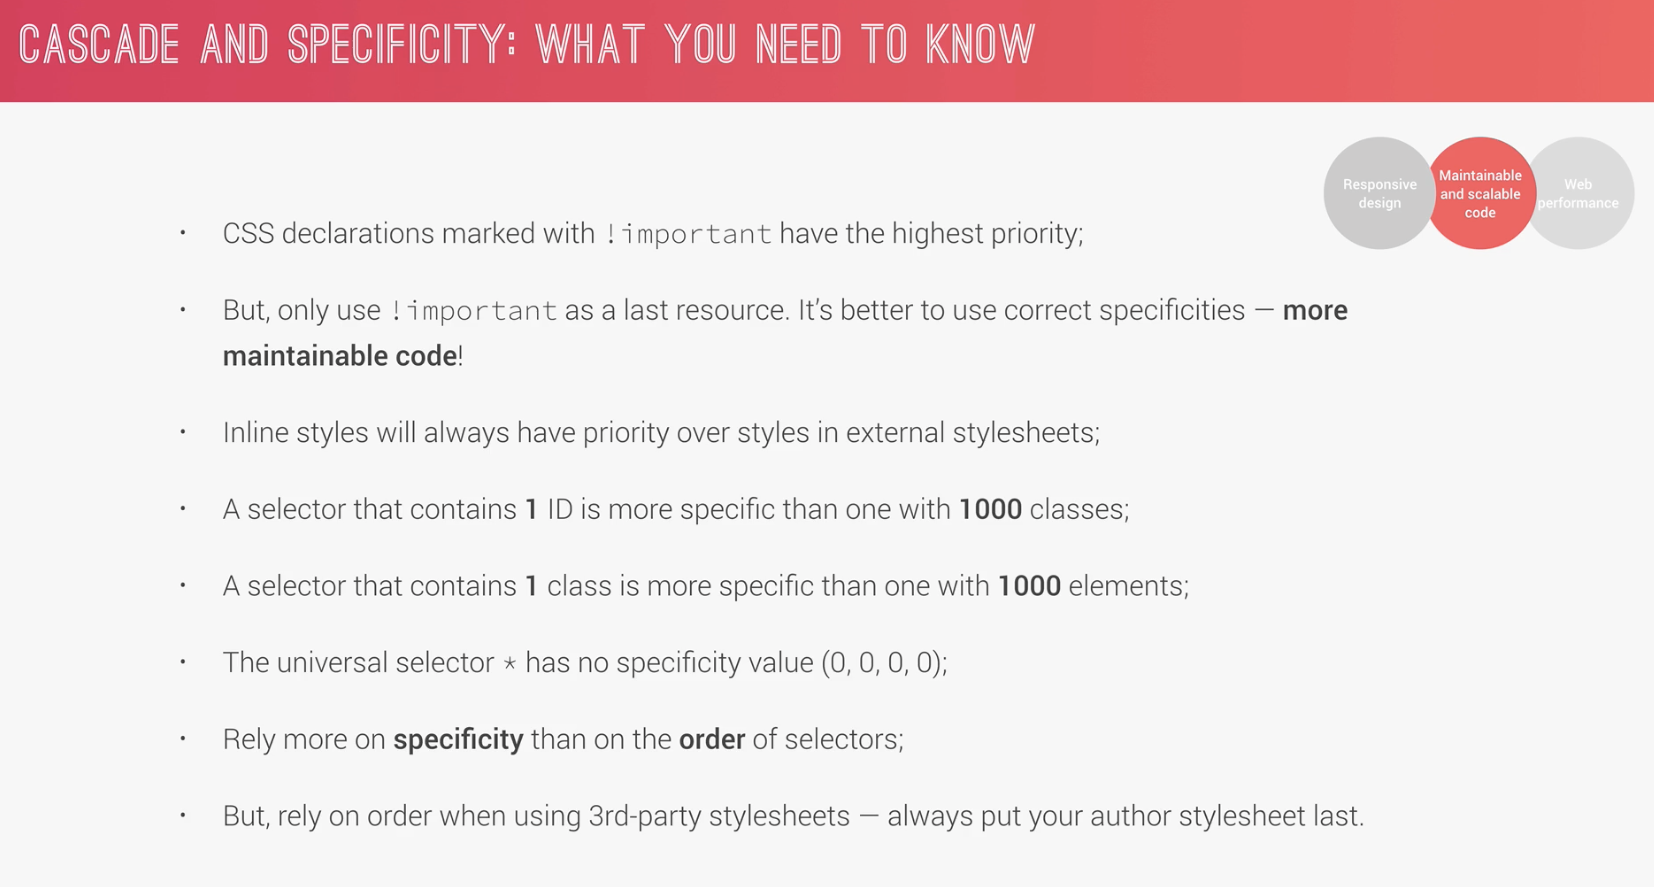 CASCADE AND SPECIFICITY: WHAT YOU NEED TO KNOW
Responsive
design
Maintainable
and scalable
code
Web
performance
• CSS declarations marked with !important have the highest priority;
• But, only use !important as a last resource. It’s better to use correct specificities — more
maintainable code!
• Inline styles will always have priority over styles in external stylesheets;
• A selector that contains 1 ID is more specific than one with 1000 classes;
• A selector that contains 1 class is more specific than one with 1000 elements;
• The universal selector * has no specificity value (0, 0, 0, 0);
• Rely more on specificity than on the order of selectors;
• But, rely on order when using 3rd-party stylesheets — always put your author stylesheet last.